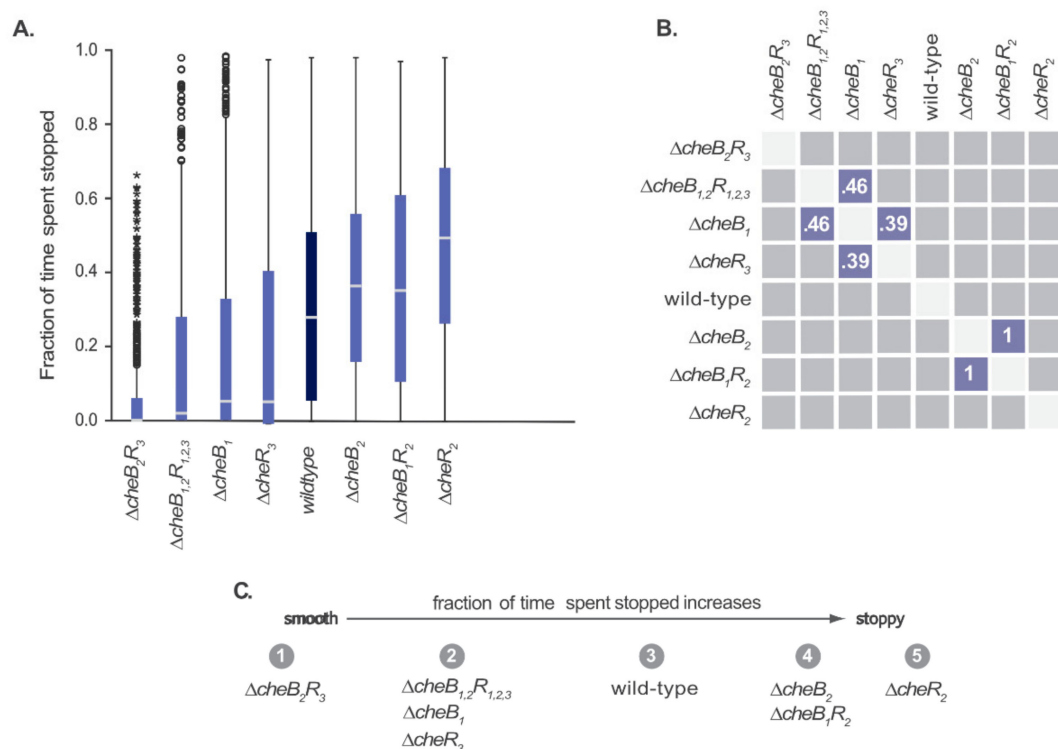 A.
Fraction of time spent stopped
1.0
0.8
0.6
0.4
0.2
0.0
ΔcheB2R3
ΔcheB1,2R1,2,3
ΔcheB1
ΔcheR3
wildtype
ΔcheB2
ΔcheB1R2
ΔcheR2
B.
ΔcheB2R3
ΔcheB1,2R1,2,3
ΔcheB1
ΔcheR3
wild-type
ΔcheB2
ΔcheB1R2
ΔcheR2
ΔcheB2R3
ΔcheB1,2R1,2,3 .46
ΔcheB1 .46 .39
ΔcheR3 .39
wild-type
ΔcheB2 1
ΔcheB1R2 1
ΔcheR2
C.
fraction of time spent stopped increases
smooth stoppy
1 2 3 4 5
ΔcheB2R3 ΔcheB1,2R1,2,3 wild-type ΔcheB2 ΔcheR2
ΔcheB1 ΔcheB1R2
ΔcheR3